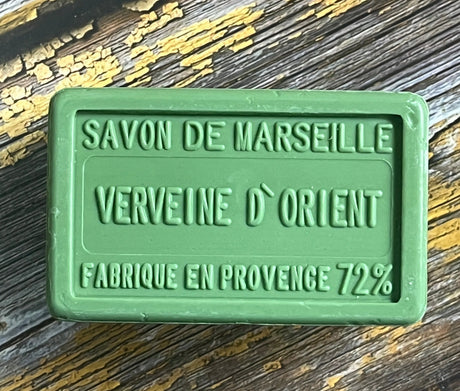 SAVON DE MARSEILLE
VERVEINE D`ORIENT
FABRIQUE EN PROVENCE 72%